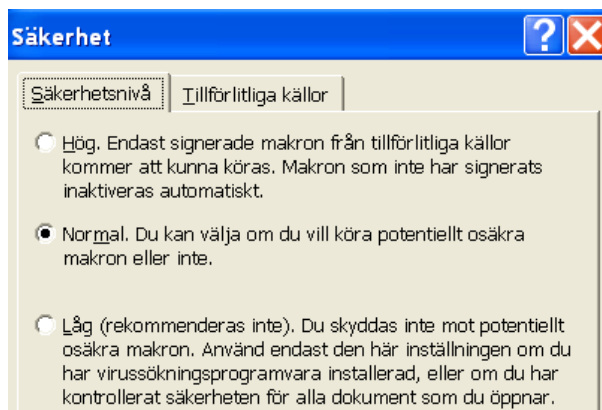 Säkerhet
Säkerhetsnivå Tillförlitliga källor
Hög. Endast signerade makron från tillförlitliga källor
kommer att kunna köras. Makron som inte har signerats
inaktiveras automatiskt.
Normal. Du kan välja om du vill köra potentiellt osäkra
makron eller inte.
Låg (rekommenderas inte). Du skyddas inte mot potentiellt
osäkra makron. Använd endast den här inställningen om du
har virussökningsprogramvara installerad, eller om du har
kontrollerat säkerheten för alla dokument som du öppnar.